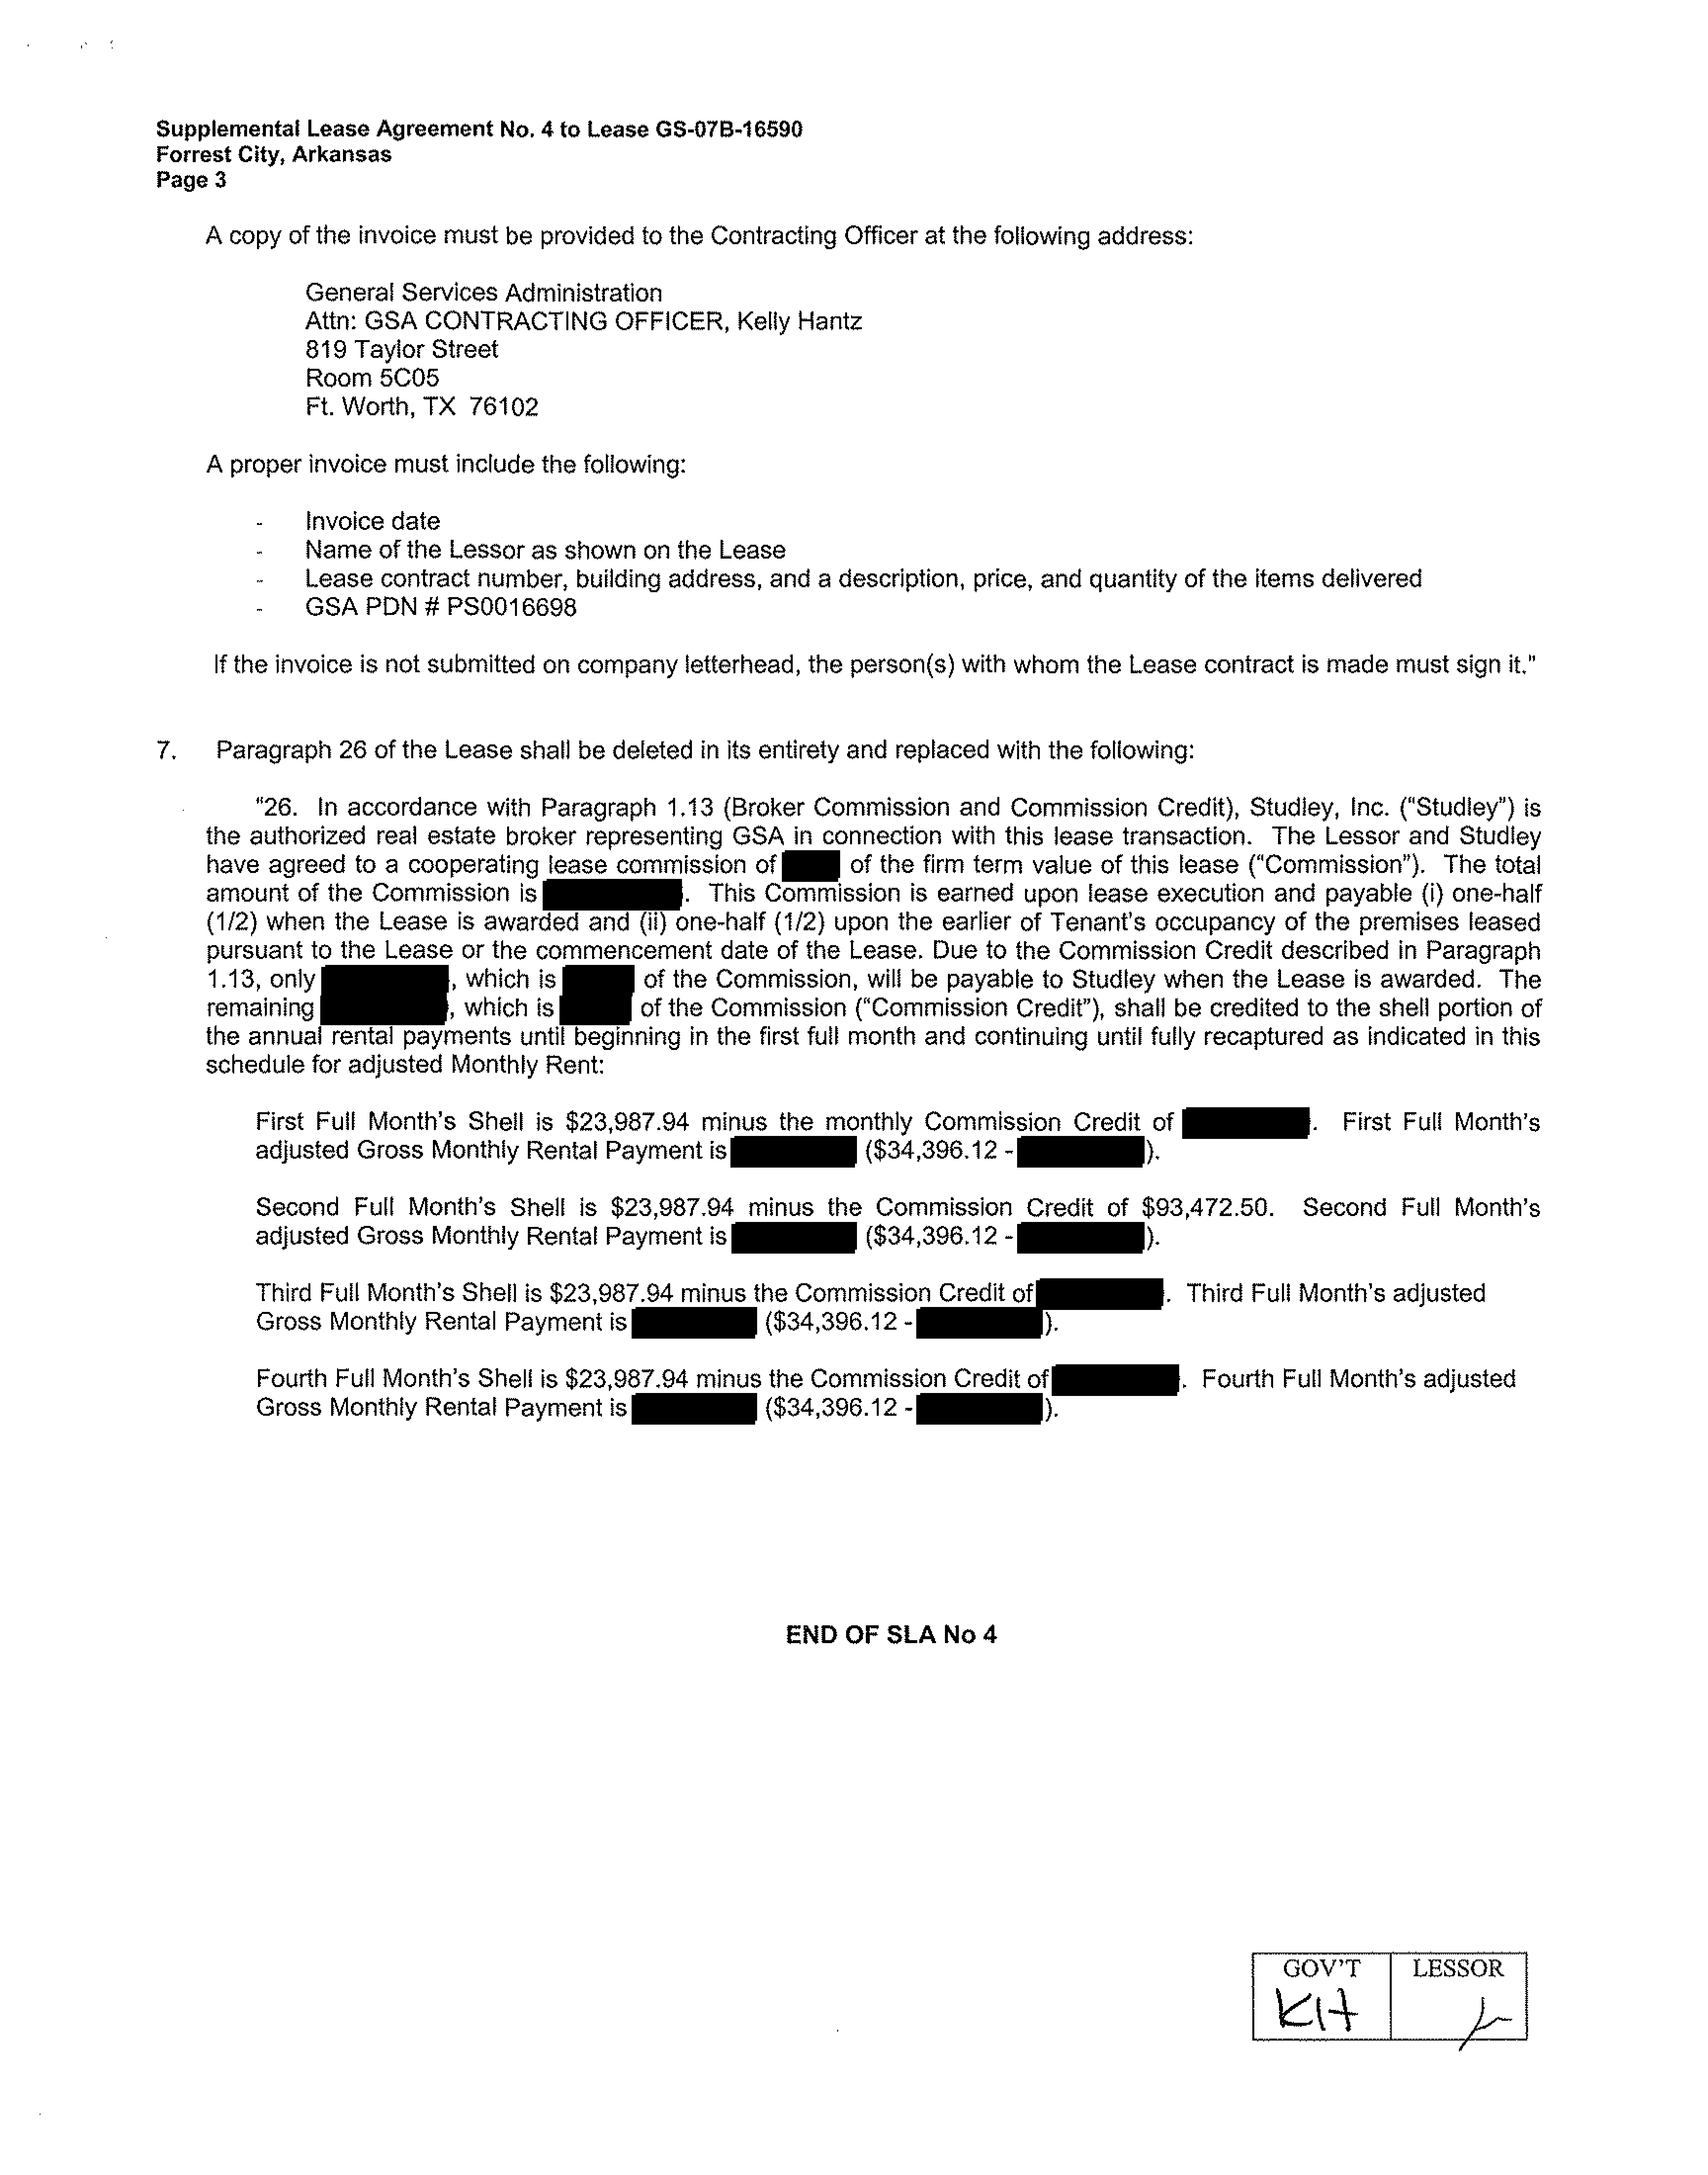 Supplemental Lease Agreement No. 4 to Lease GS-07B-16590
Forrest City, Arkansas
Page 3
A copy of the invoice must be provided to the Contracting Officer at the following address:
General Services Administration
Attn: GSA CONTRACTING OFFICER, Kelly Hantz
819 Taylor Street
Room 5C05
Ft. Worth, TX 76102
A proper invoice must include the following:
- Invoice date
- Name of the Lessor as shown on the Lease
- Lease contract number, building address, and a description, price, and quantity of the items delivered
- GSA PDN # PS0016698
If the invoice is not submitted on company letterhead, the person(s) with whom the Lease contract is made must sign it."
7. Paragraph 26 of the Lease shall be deleted in its entirety and replaced with the following:
"26. In accordance with Paragraph 1.13 (Broker Commission and Commission Credit), Studley, Inc. ("Studley") is
the authorized real estate broker representing GSA in connection with this lease transaction. The Lessor and Studley
have agreed to a cooperating lease commission of of the firm term value of this lease ("Commission"). The total
amount of the Commission is . This Commission is earned upon lease execution and payable (i) one-half
(1/2) when the Lease is awarded and (ii) one-half (1/2) upon the earlier of Tenant's occupancy of the premises leased
pursuant to the Lease or the commencement date of the Lease. Due to the Commission Credit described in Paragraph
1.13, only , which is of the Commission, will be payable to Studley when the Lease is awarded. The
remaining , which is of the Commission ("Commission Credit"), shall be credited to the shell portion of
the annual rental payments until beginning in the first full month and continuing until fully recaptured as indicated in this
schedule for adjusted Monthly Rent:
First Full Month's Shell is $23,987.94 minus the monthly Commission Credit of . First Full Month's
adjusted Gross Monthly Rental Payment is ($34,396.12 - ).
Second Full Month's Shell is $23,987.94 minus the Commission Credit of $93,472.50. Second Full Month's
adjusted Gross Monthly Rental Payment is ($34,396.12 - ).
Third Full Month's Shell is $23,987.94 minus the Commission Credit of . Third Full Month's adjusted
Gross Monthly Rental Payment is ($34,396.12 - ).
Fourth Full Month's Shell is $23,987.94 minus the Commission Credit of . Fourth Full Month's adjusted
Gross Monthly Rental Payment is ($34,396.12 - ).
END OF SLA No 4
GOV'T LESSOR
KH